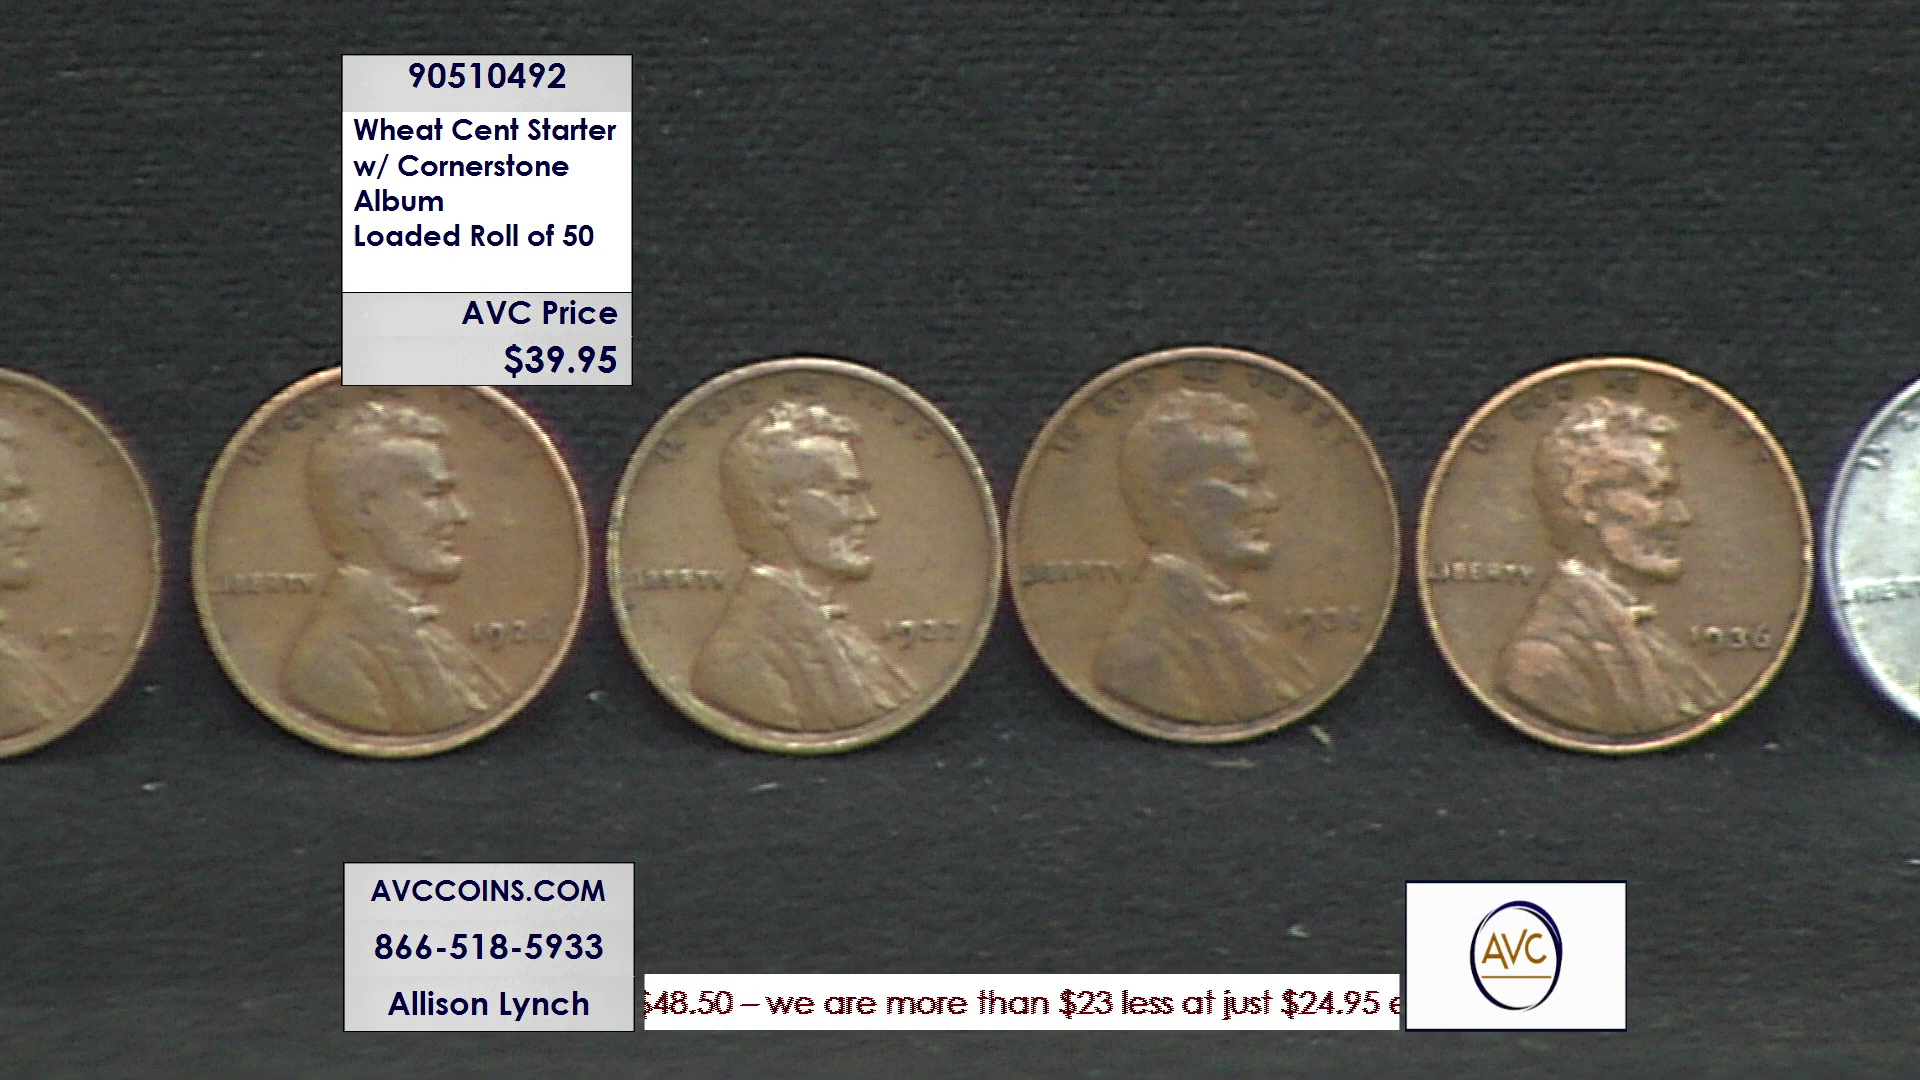 90510492
Wheat Cent Starter
w/ Cornerstone
Album
Loaded Roll of 50
AVC Price
$39.95
LIBERTY
LIBERTY
1927
LIBERTY
LIBERTY
1936
AVCCOINS.COM
866-518-5933
Allison Lynch
$48.50 – we are more than $23 less at just $24.95
AVC